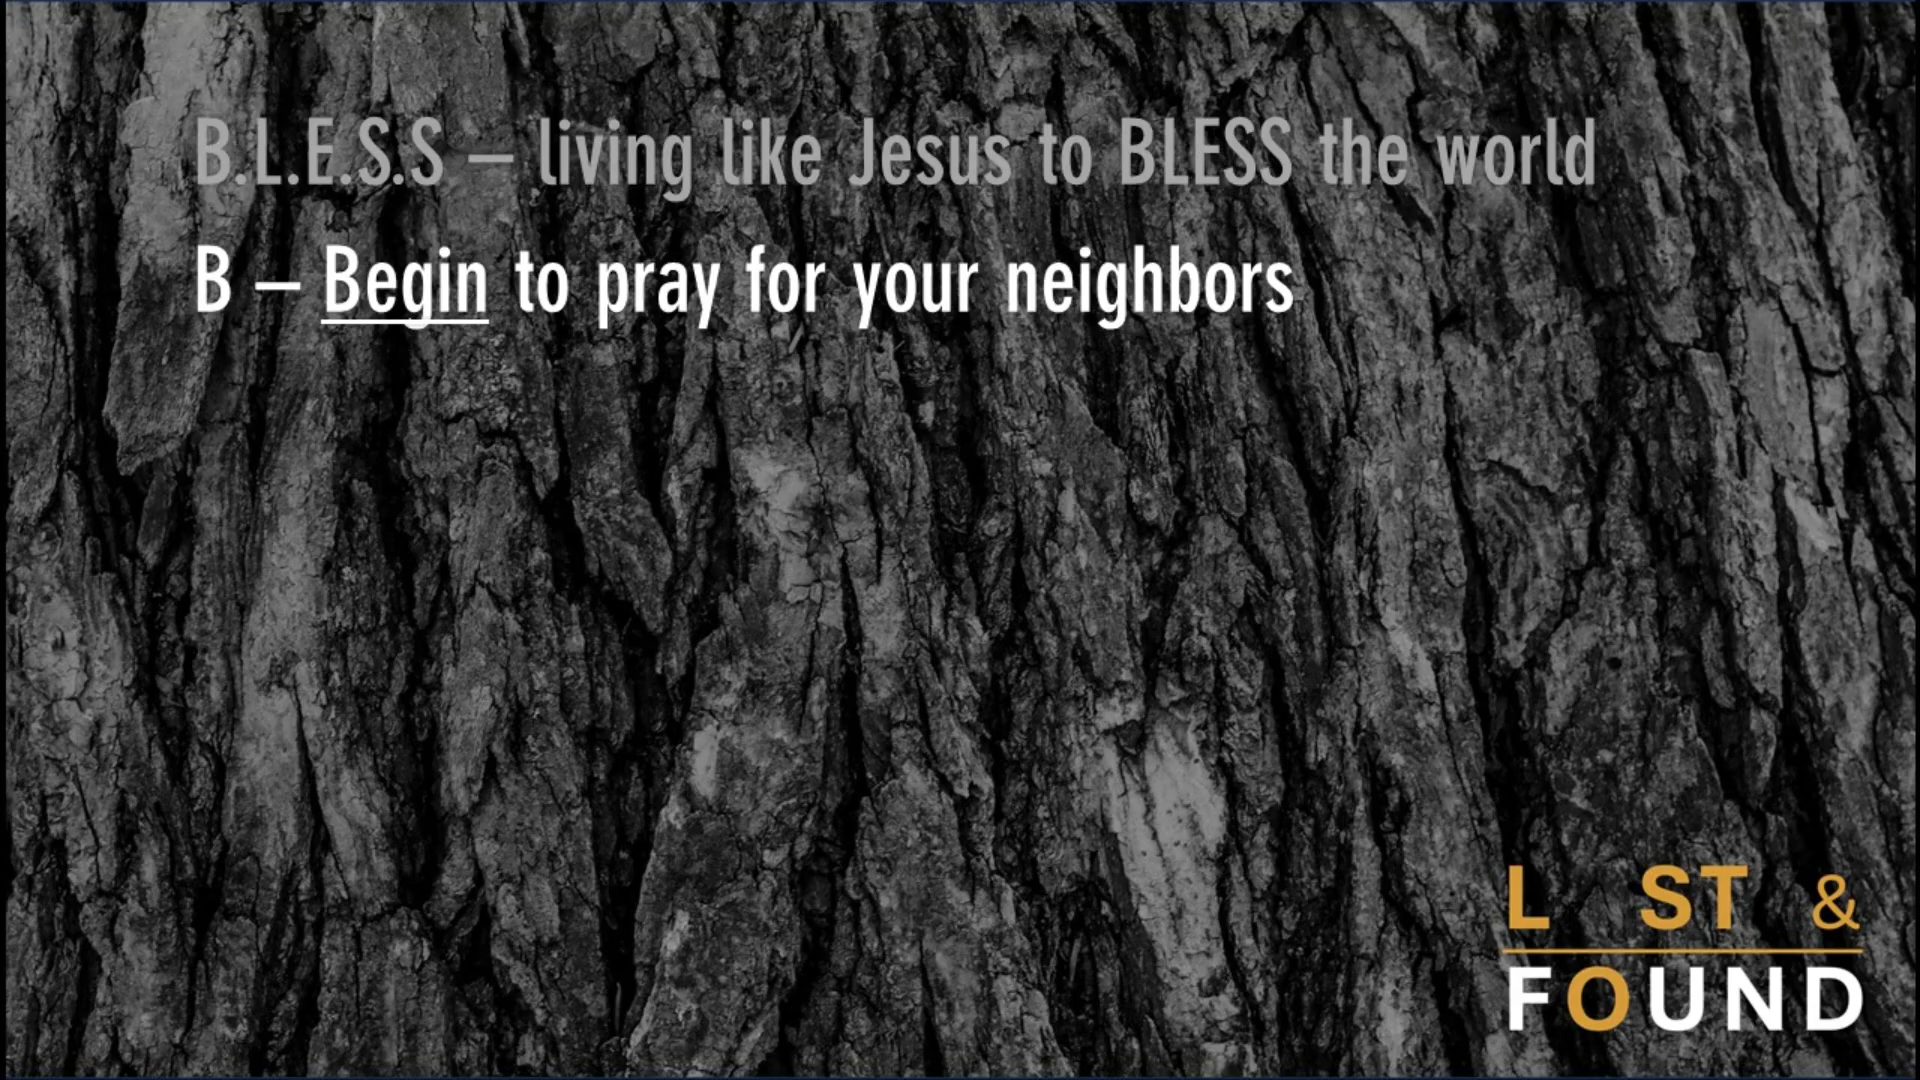 B.L.E.S.S – living like Jesus to BLESS the world
B – Begin to pray for your neighbors
L ST &
FOUND